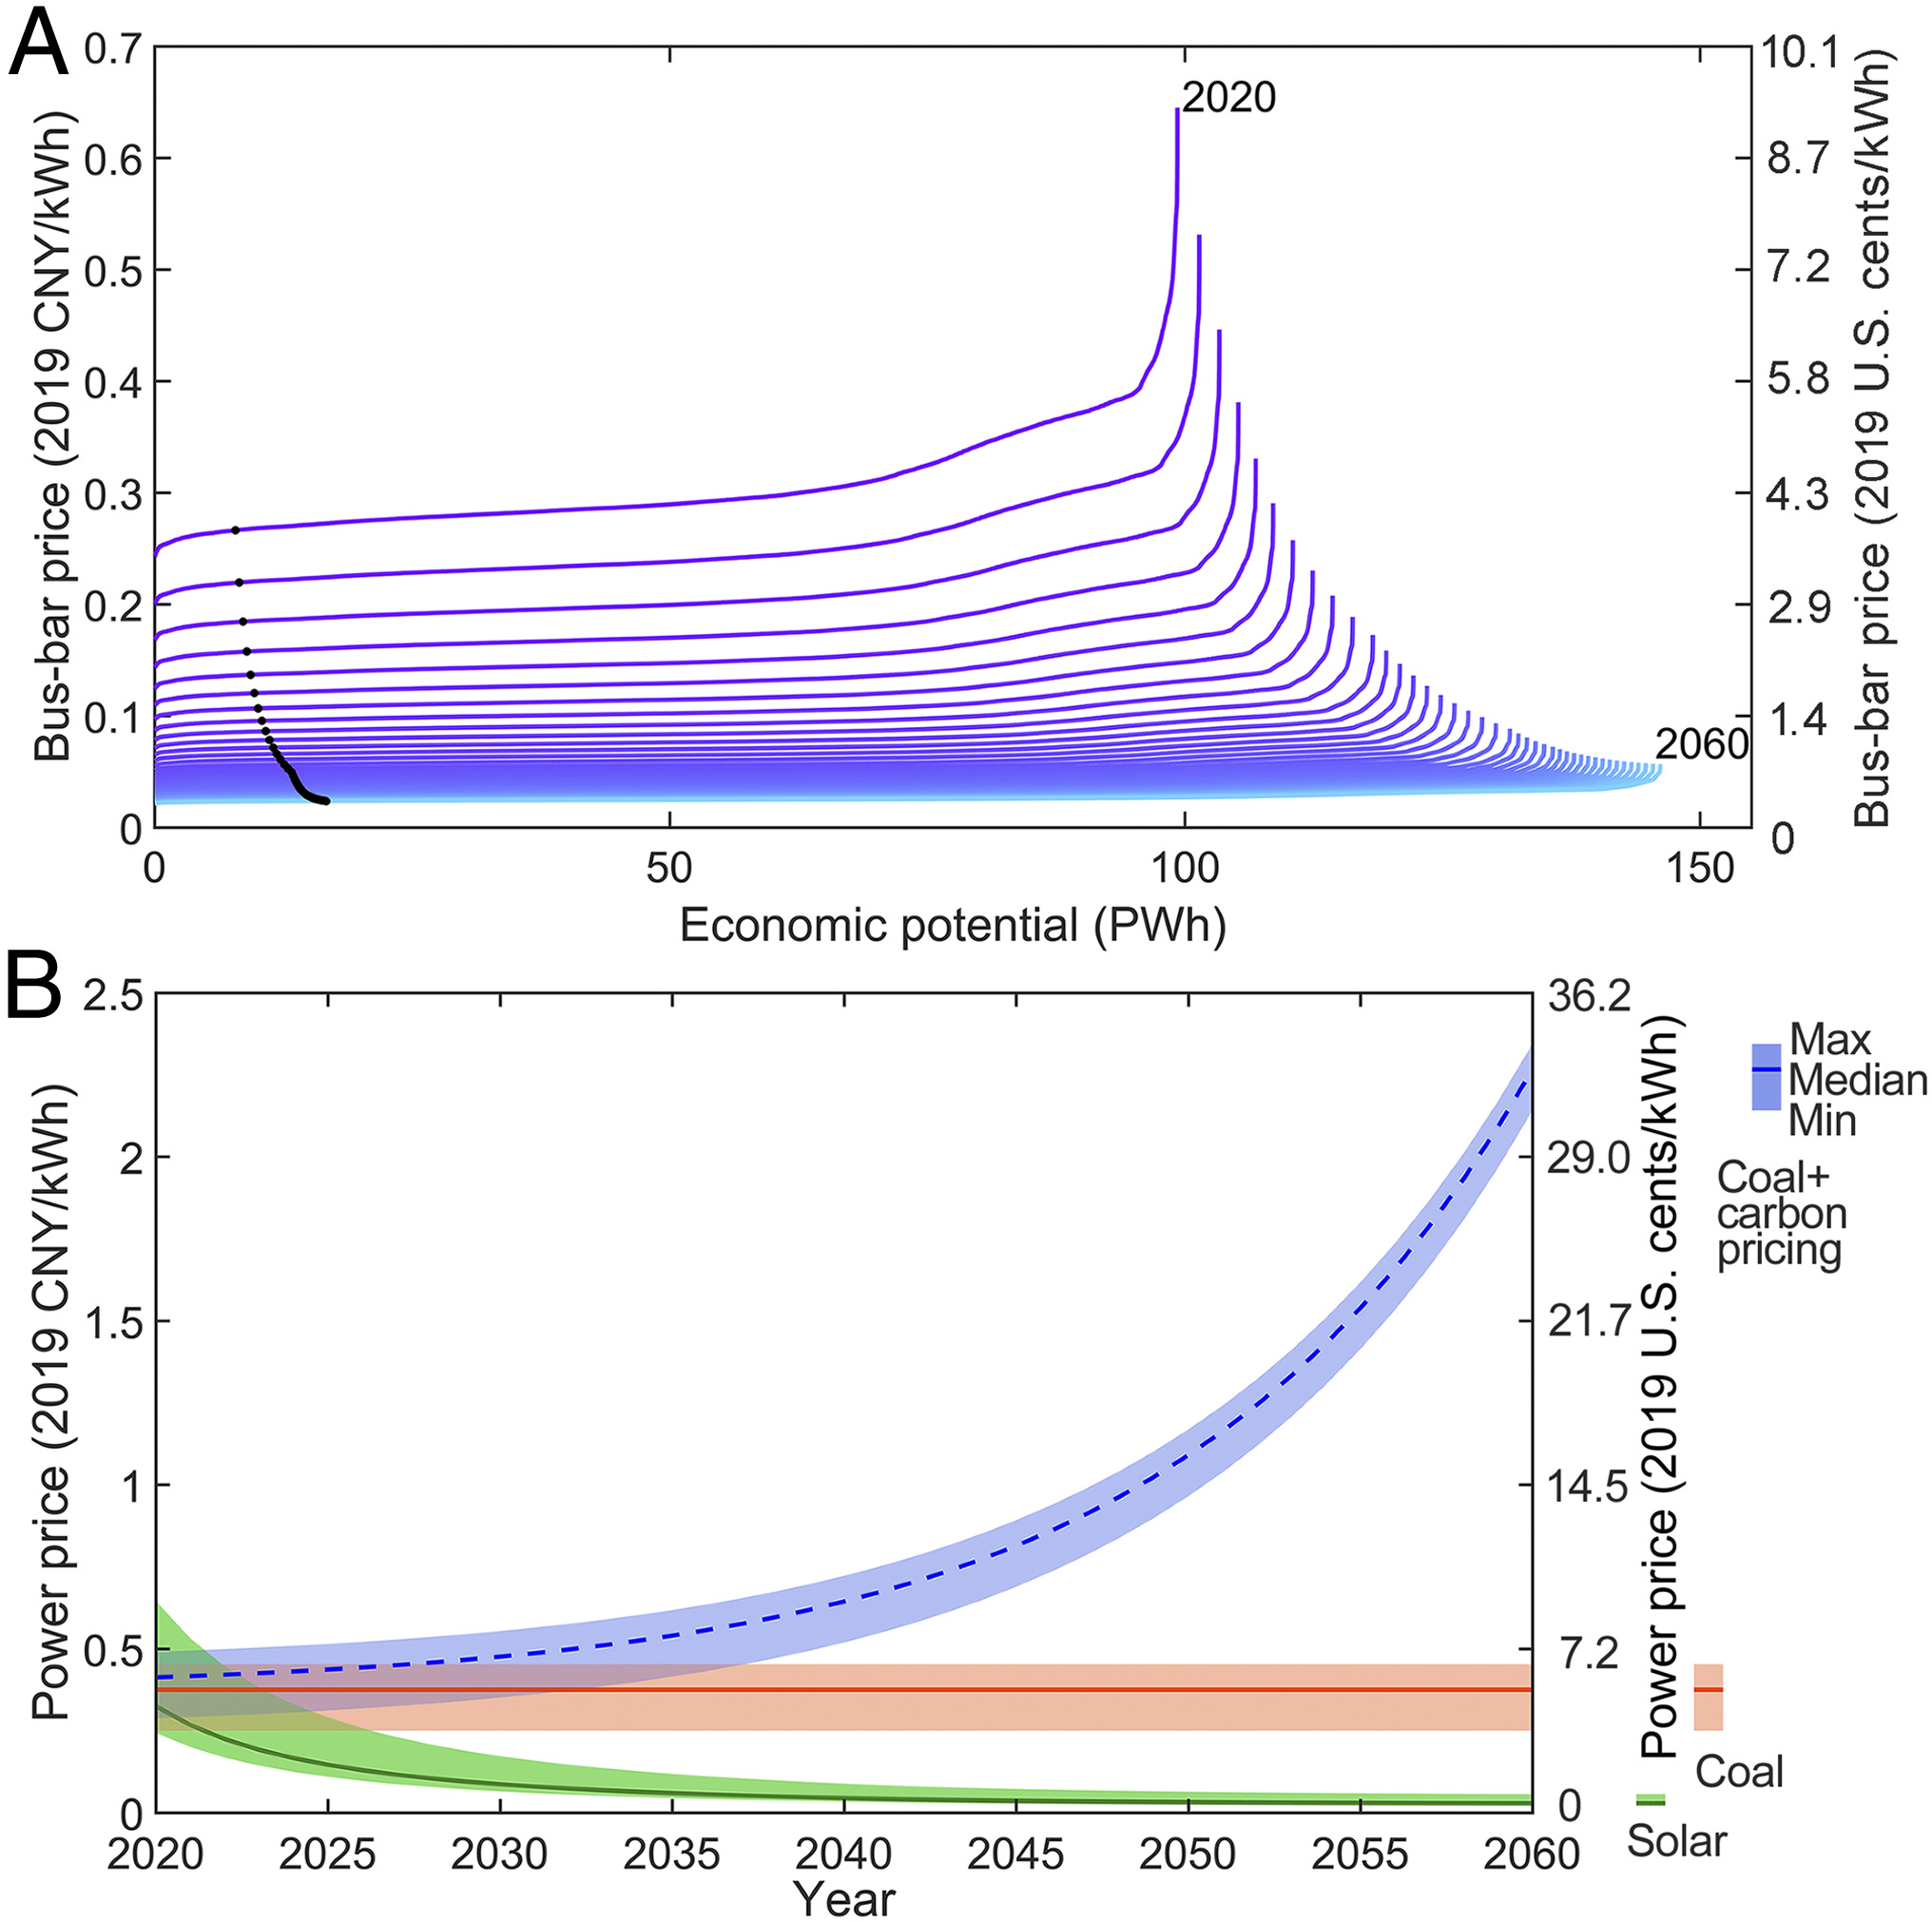 A
Bus-bar price (2019 CNY/kWh)
0.7
0.6
0.5
0.4
0.3
0.2
0.1
0
2020
2060
10.1
8.7
7.2
5.8
4.3
2.9
1.4
0
Bus-bar price (2019 U.S. cents/kWh)
0 50 100 150
Economic potential (PWh)
B
Power price (2019 CNY/kWh)
2.5
2
1.5
1
0.5
0
36.2
29.0
21.7
14.5
7.2
0
Power price (2019 U.S. cents/kWh)
Max
Median
Min
Coal+
carbon
pricing
Coal
Solar
2020 2025 2030 2035 2040 2045 2050 2055 2060
Year